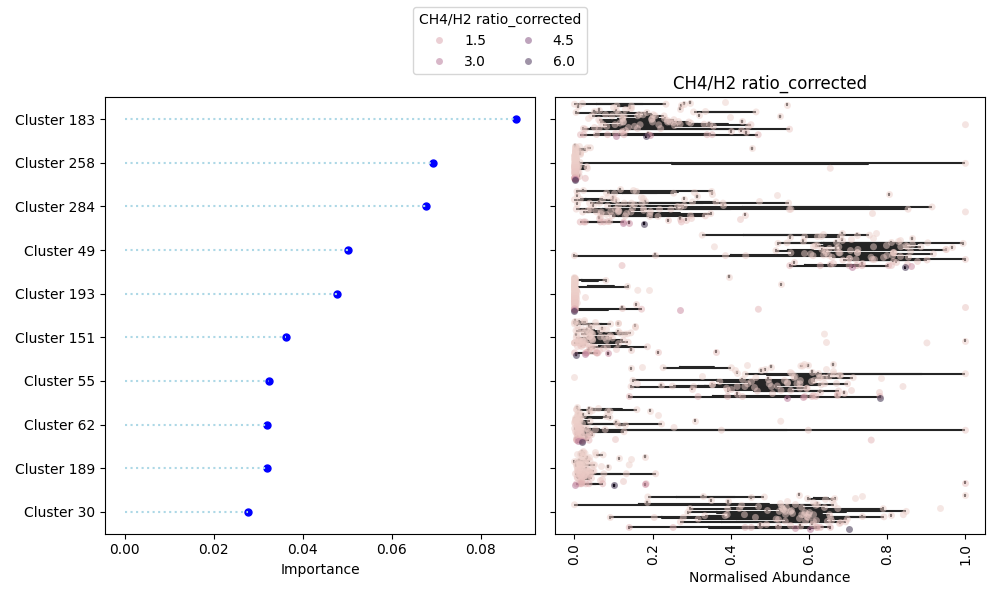 CH4/H2 ratio_corrected
1.5 4.5
3.0 6.0
CH4/H2 ratio_corrected
Cluster 183
Cluster 258
Cluster 284
Cluster 49
Cluster 193
Cluster 151
Cluster 55
Cluster 62
Cluster 189
Cluster 30
0.00 0.02 0.04 0.06 0.08
Importance
0.0 0.2 0.4 0.6 0.8 1.0
Normalised Abundance